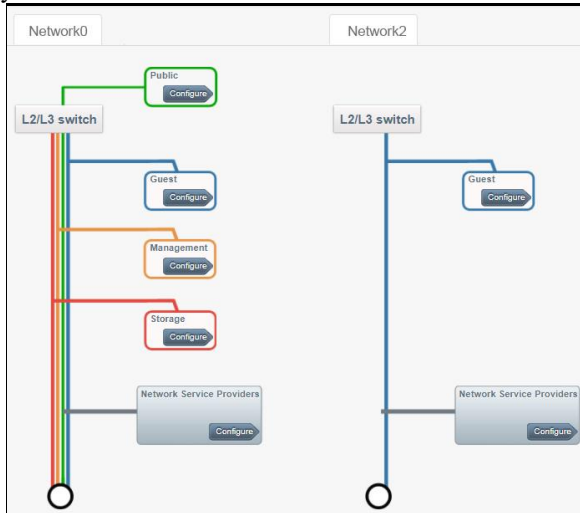 Network0
Network2
Public
Configure
L2/L3 switch
L2/L3 switch
Guest
Configure
Guest
Configure
Management
Configure
Storage
Configure
Network Service Providers
Configure
Network Service Providers
Configure